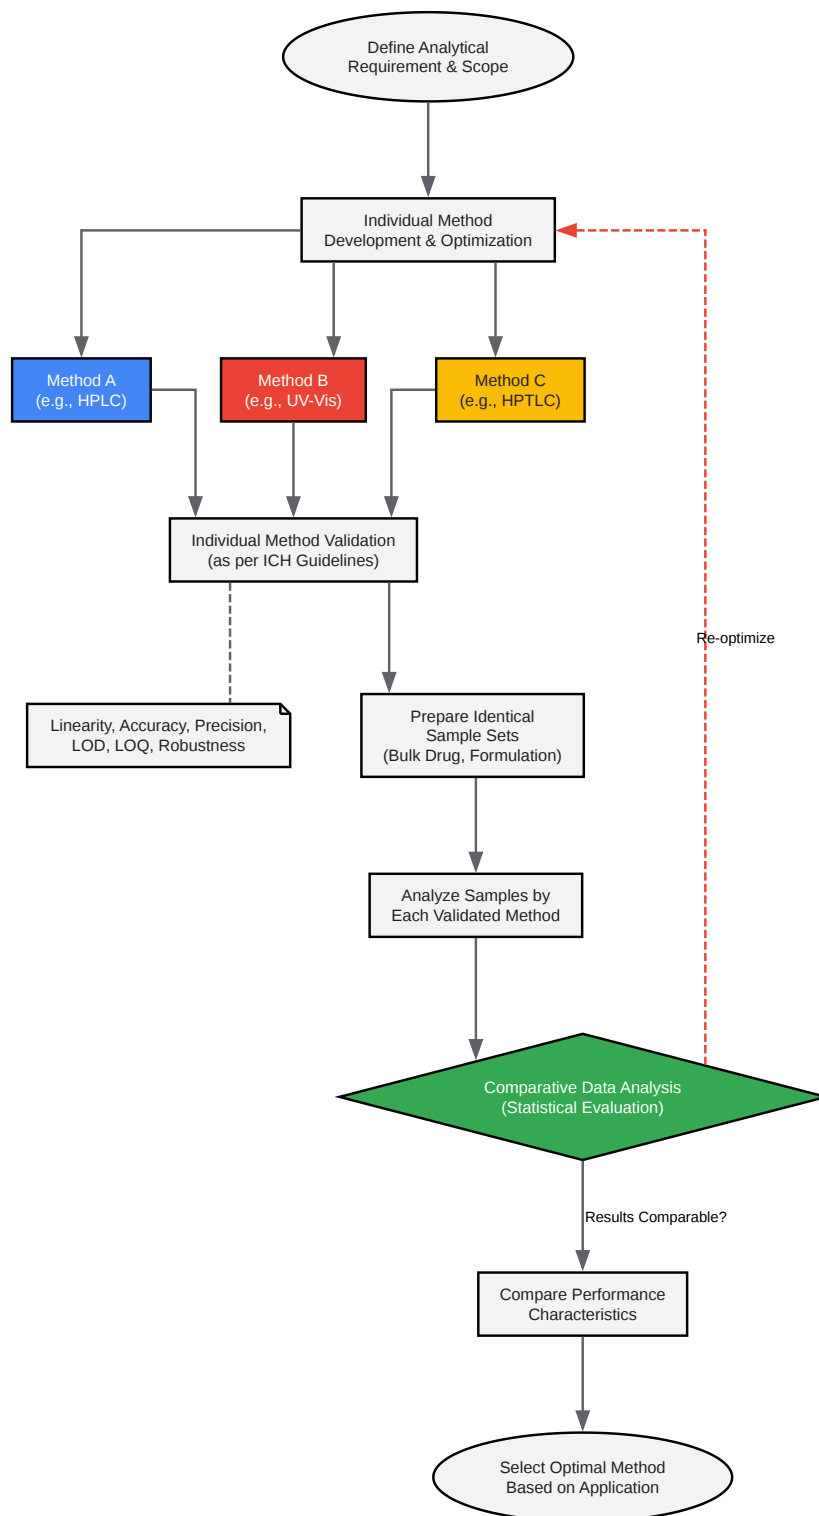 Define Analytical
Requirement & Scope
Individual Method
Development & Optimization
Method A
(e.g., HPLC)
Method B
(e.g., UV-Vis)
Method C
(e.g., HPTLC)
Individual Method Validation
(as per ICH Guidelines)
Re-optimize
Linearity, Accuracy, Precision,
LOD, LOQ, Robustness
Prepare Identical
Sample Sets
(Bulk Drug, Formulation)
Analyze Samples by
Each Validated Method
Comparative Data Analysis
(Statistical Evaluation)
Results Comparable?
Compare Performance
Characteristics
Select Optimal Method
Based on Application